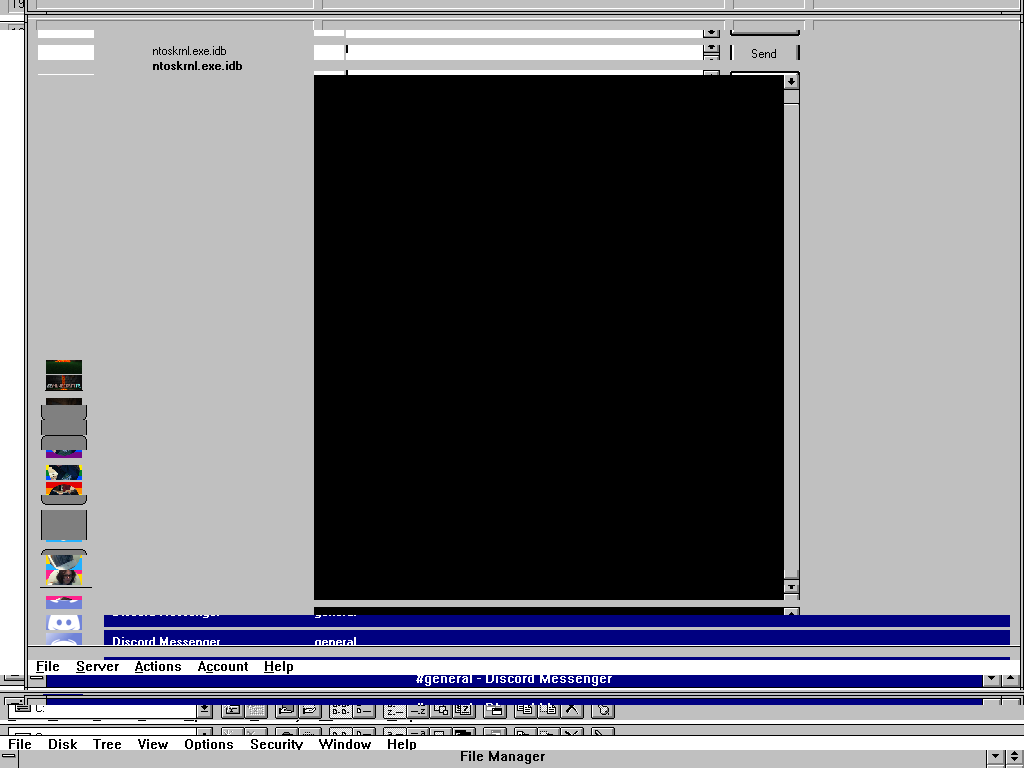 ntoskrnl.exe.idb
Send
ntoskrnl.exe.idb
Discord Messenger general
File Server Actions Account Help
#general - Discord Messenger
File Disk Tree View Options Security Window Help
File Manager